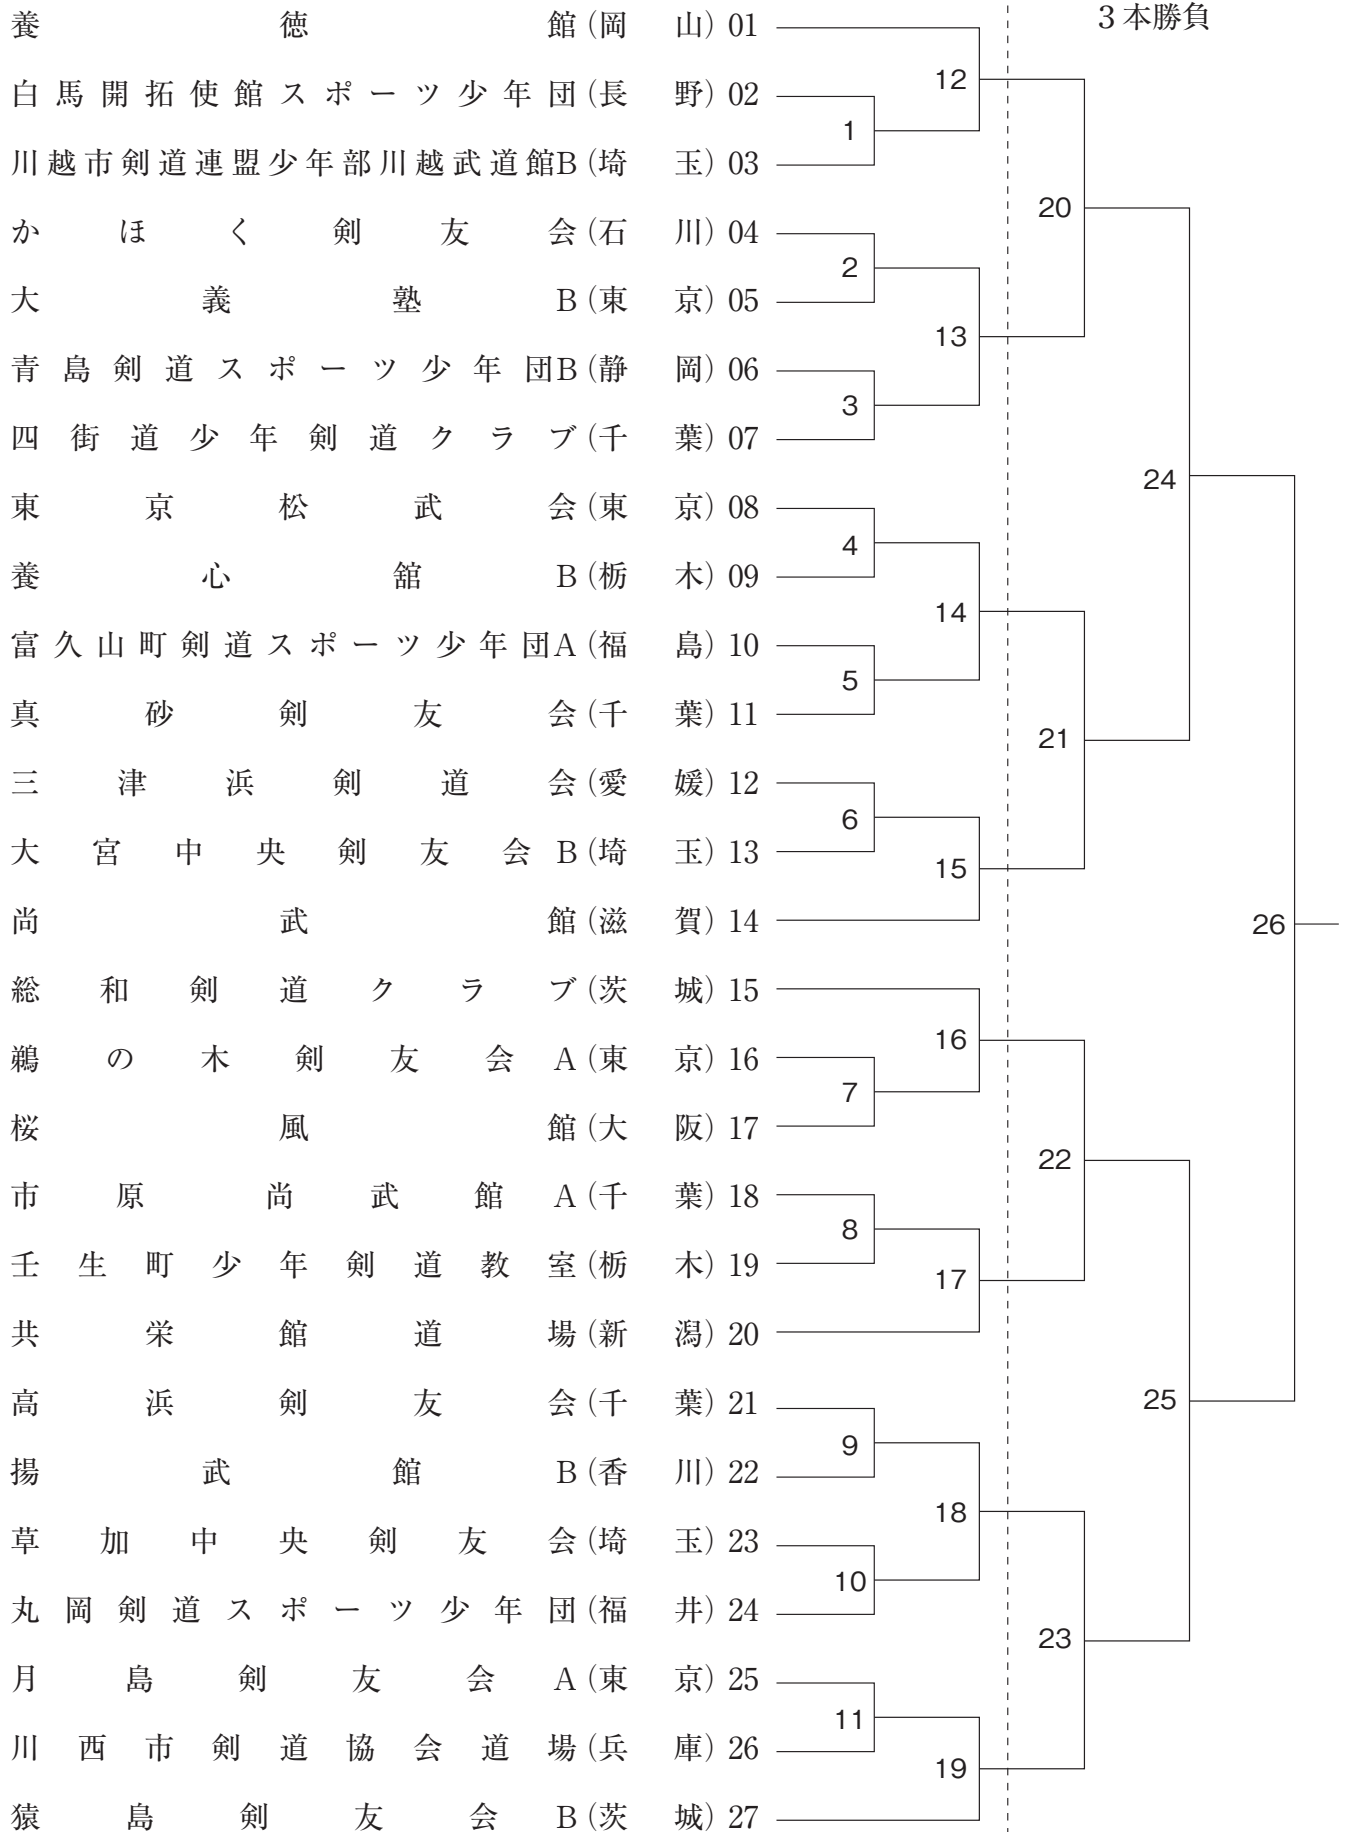 3本勝負
養徳館(岡山) 01
白馬開拓使館スポーツ少年団(長野) 02
川越市剣道連盟少年部川越武道館B(埼玉) 03
かほく剣友会(石川) 04
大義塾B(東京) 05
青島剣道スポーツ少年団B(静岡) 06
四街道少年剣道クラブ(千葉) 07
東京松武会(東京) 08
養心舘B(栃木) 09
富久山町剣道スポーツ少年団A(福島) 10
真砂剣友会(千葉) 11
三津浜剣道会(愛媛) 12
大宮中央剣友会B(埼玉) 13
尚武館(滋賀) 14
総和剣道クラブ(茨城) 15
鵜の木剣友会A(東京) 16
桜風館(大阪) 17
市原尚武館A(千葉) 18
壬生町少年剣道教室(栃木) 19
共栄館道場(新潟) 20
高浜剣友会(千葉) 21
揚武館B(香川) 22
草加中央剣友会(埼玉) 23
丸岡剣道スポーツ少年団(福井) 24
月島剣友会A(東京) 25
川西市剣道協会道場(兵庫) 26
猿島剣友会B(茨城) 27
1
2
3
4
5
6
7
8
9
10
11
12
13
14
15
16
17
18
19
20
21
22
23
24
25
26